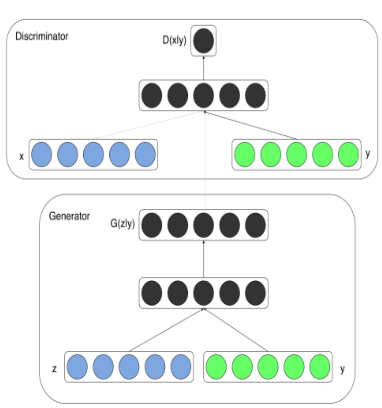 Discriminator
D(x|y)
x
y
Generator
G(z|y)
z
y